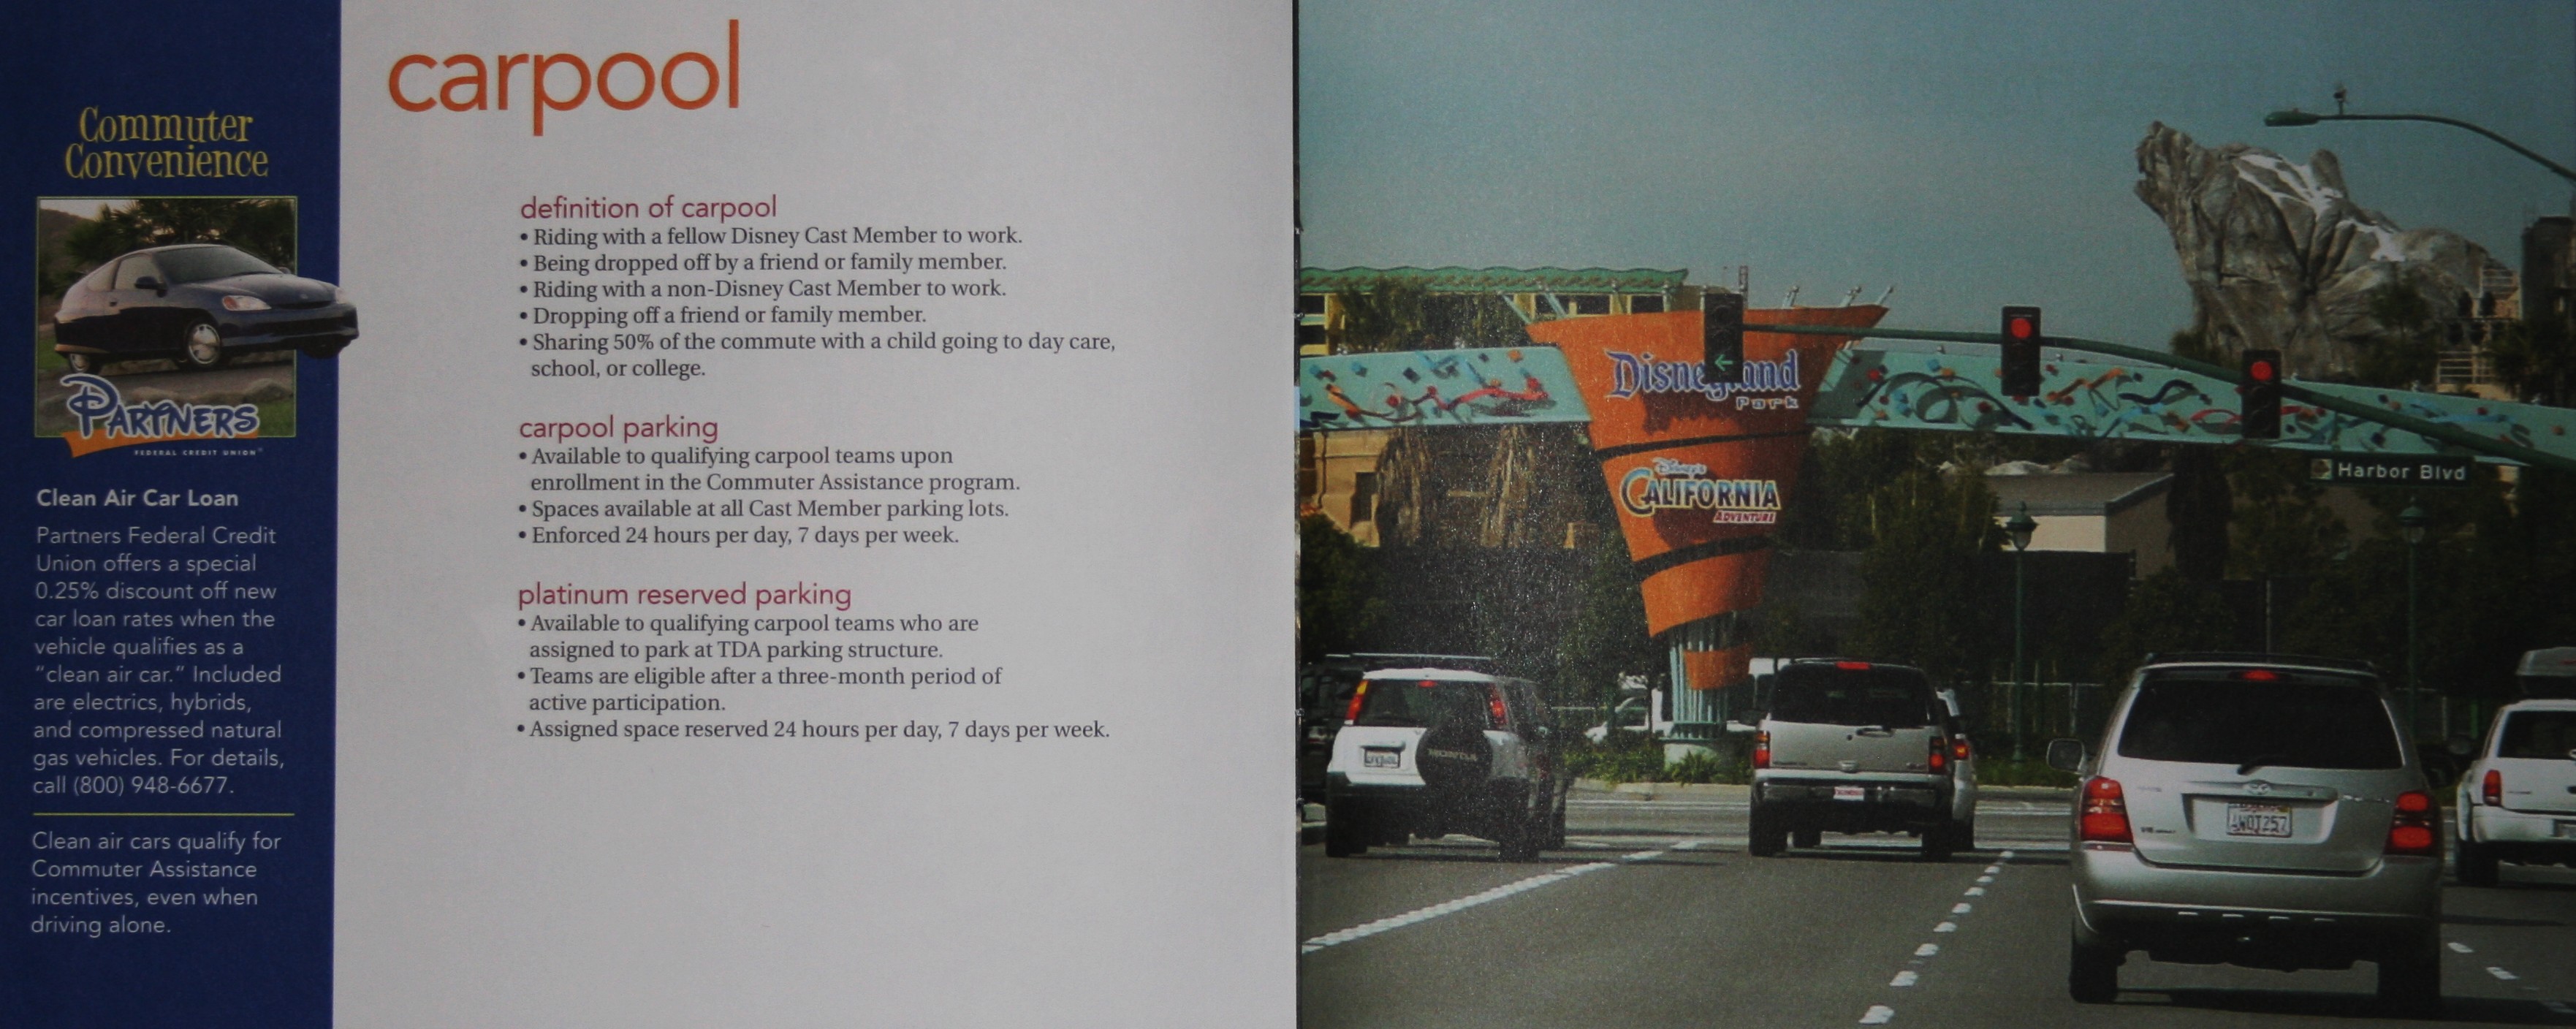 Commuter
Convenience
PARTNERS
FEDERAL CREDIT UNION
Clean Air Car Loan
Partners Federal Credit
Union offers a special
0.25% discount off new
car loan rates when the
vehicle qualifies as a
“clean air car.” Included
are electrics, hybrids,
and compressed natural
gas vehicles. For details,
call (800) 948-6677.
Clean air cars qualify for
Commuter Assistance
incentives, even when
driving alone.
carpool
definition of carpool
• Riding with a fellow Disney Cast Member to work.
• Being dropped off by a friend or family member.
• Riding with a non-Disney Cast Member to work.
• Dropping off a friend or family member.
• Sharing 50% of the commute with a child going to day care,
school, or college.
carpool parking
• Available to qualifying carpool teams upon
enrollment in the Commuter Assistance program.
• Spaces available at all Cast Member parking lots.
• Enforced 24 hours per day, 7 days per week.
platinum reserved parking
• Available to qualifying carpool teams who are
assigned to park at TDA parking structure.
• Teams are eligible after a three-month period of
active participation.
• Assigned space reserved 24 hours per day, 7 days per week.
Disneyland
Park
Disney's
CALIFORNIA
ADVENTURE
Harbor Blvd
HONDA